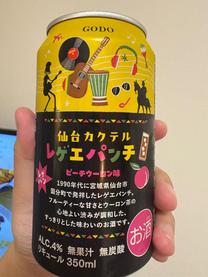 GODO
仙台カクテル
レゲエパンチ
ピーチウーロン味
1990年代に宮城県仙台市
国分町で発祥したレゲエパンチ。
フルーティーな甘さとウーロン茶の
心地よい渋みが調和した、
すっきりとした味わいのお酒です。
お酒
ALC.4% 無果汁 無炭酸
リキュール 350ml